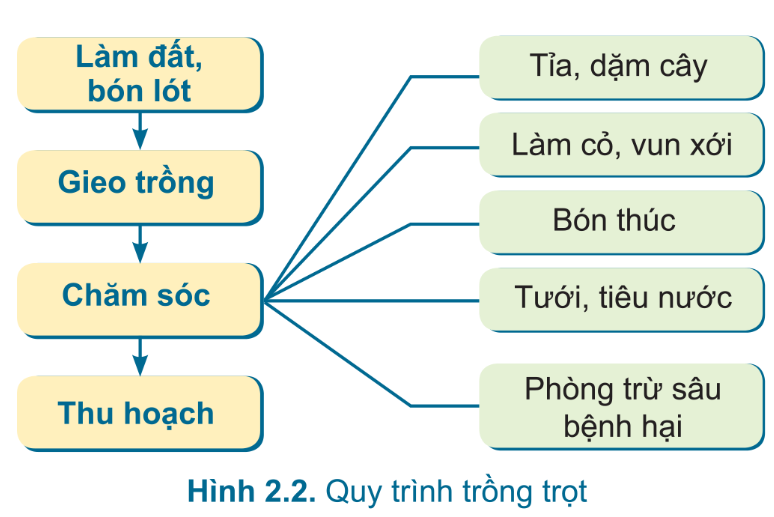 Làm đất,
bón lót
Gieo trồng
Chăm sóc
Thu hoạch
Tỉa, dặm cây
Làm cỏ, vun xới
Bón thúc
Tưới, tiêu nước
Phòng trừ sâu
bệnh hại
Hình 2.2. Quy trình trồng trọt